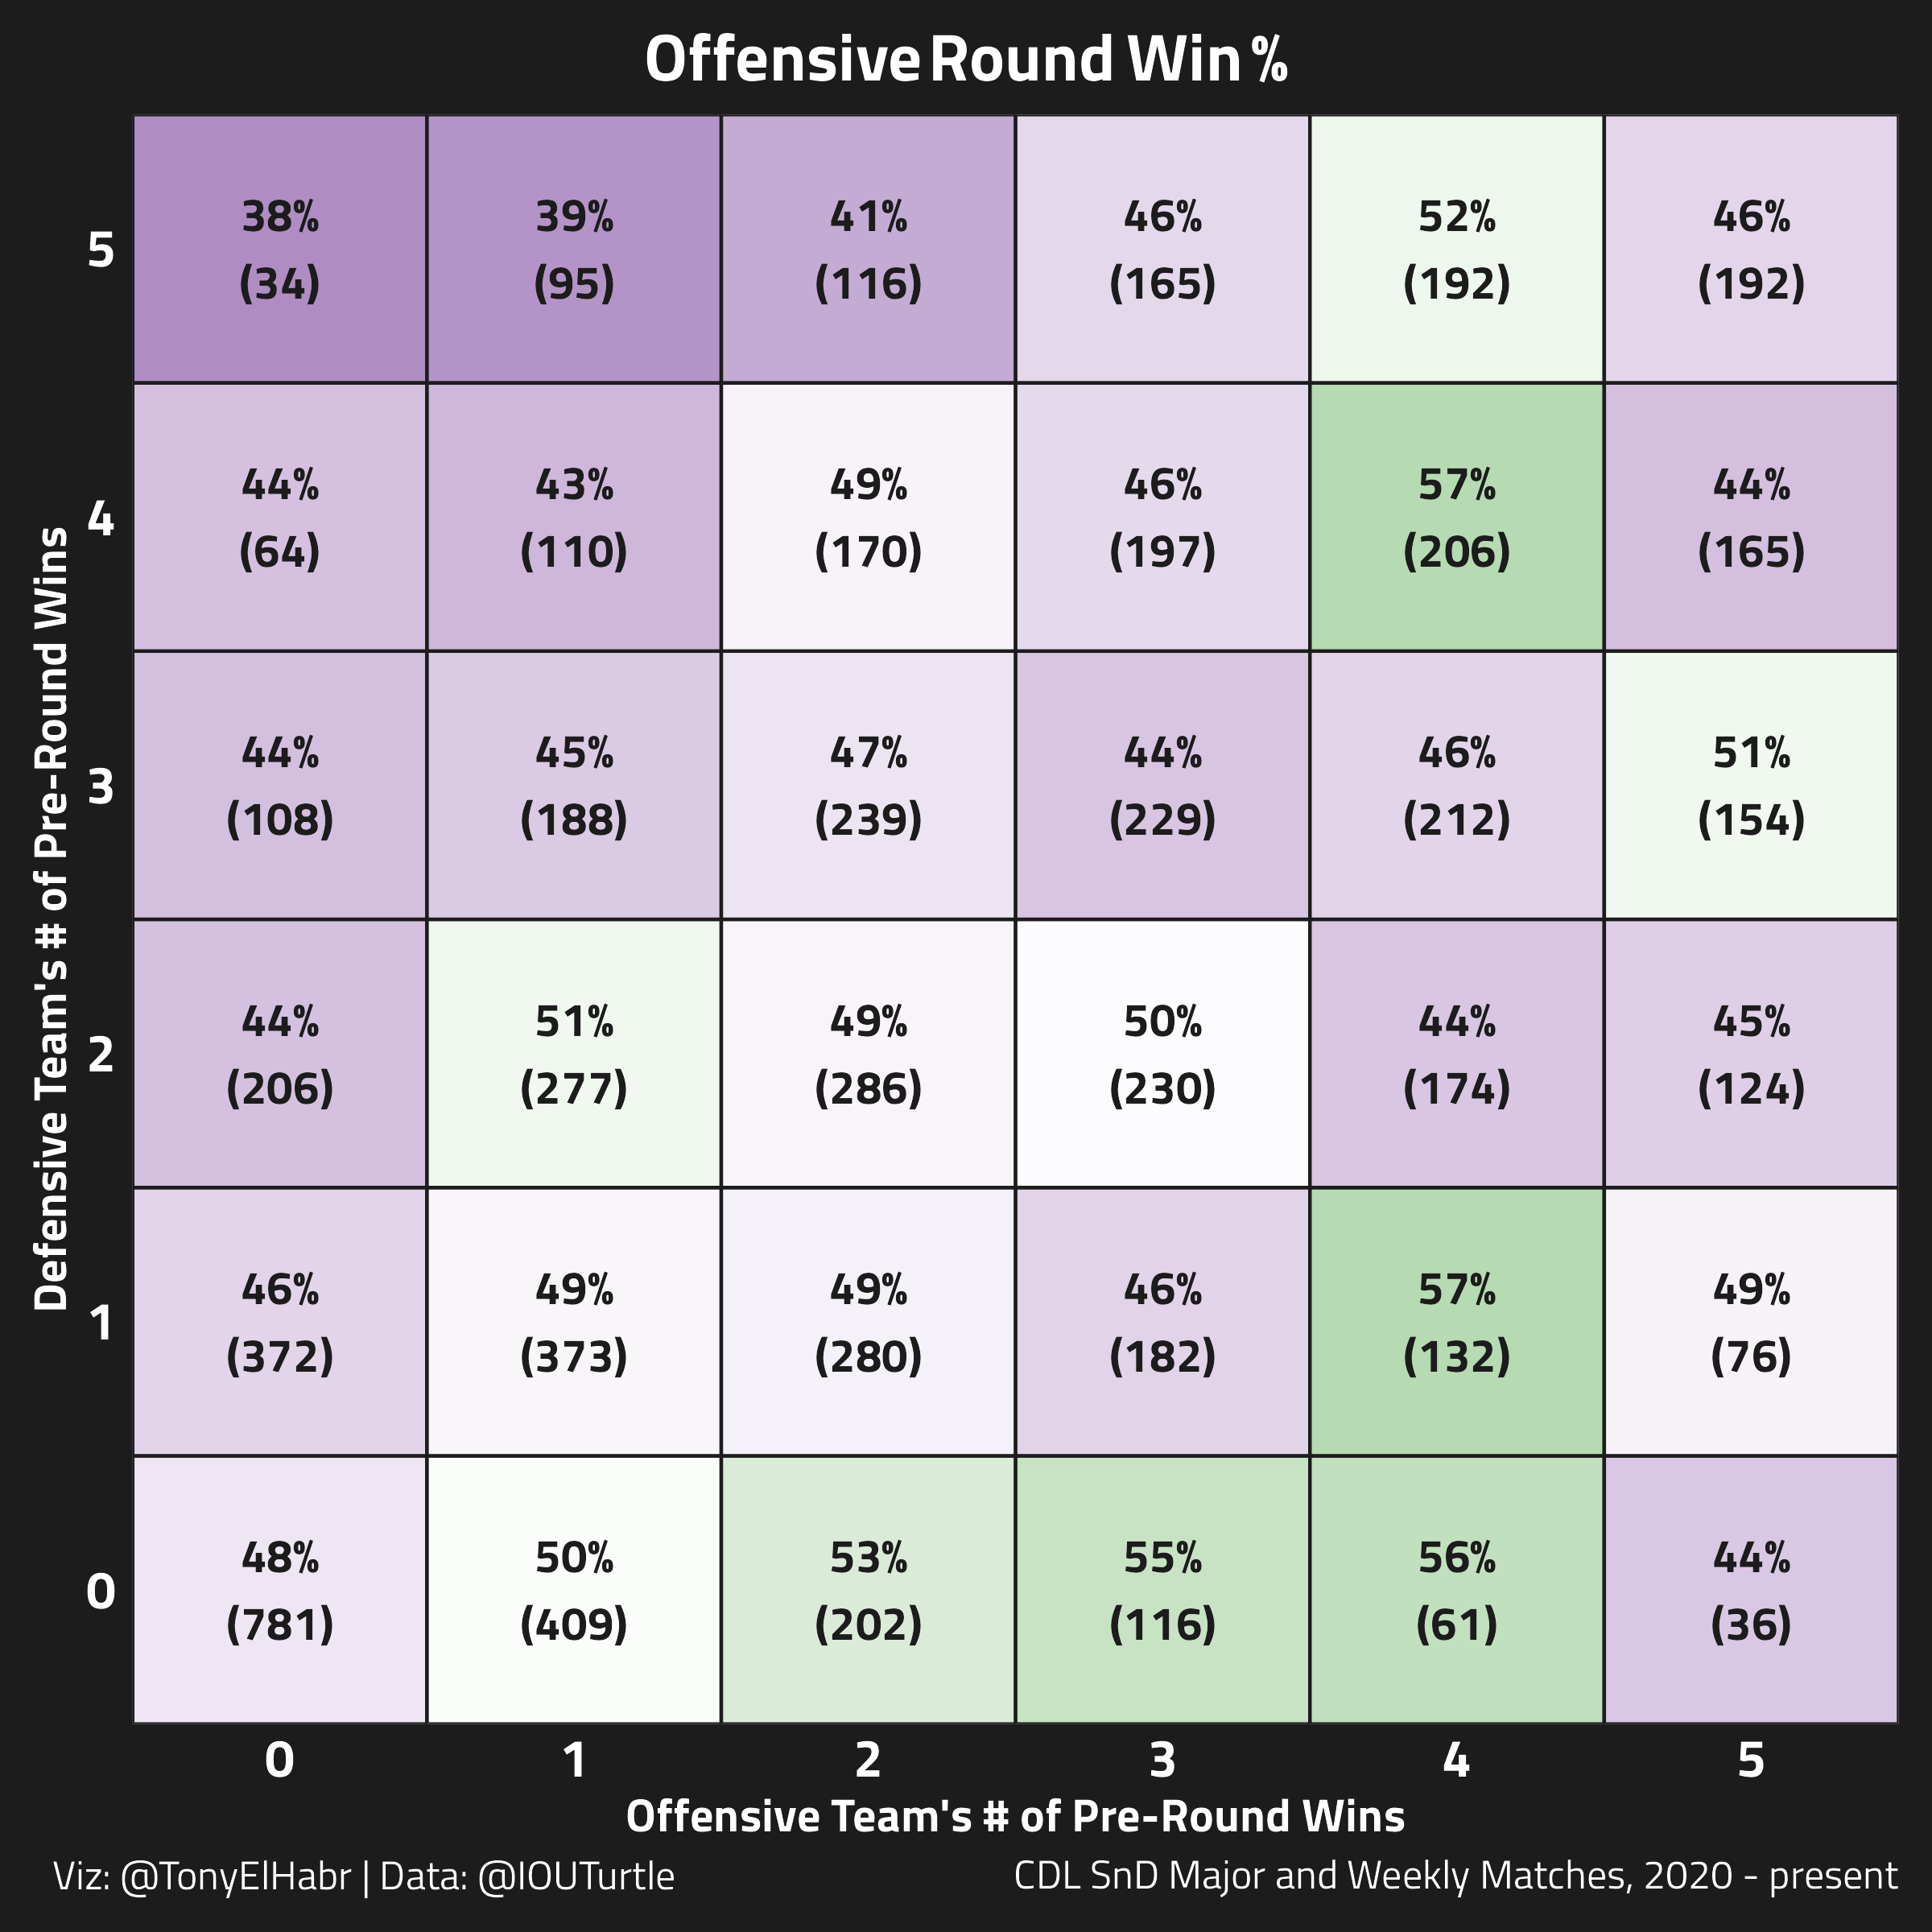 Offensive Round Win %
Defensive Team's # of Pre-Round Wins
5
38% 39% 41% 46% 52% 46%
(34) (95) (116) (165) (192) (192)
4
44% 43% 49% 46% 57% 44%
(64) (110) (170) (197) (206) (165)
3
44% 45% 47% 44% 46% 51%
(108) (188) (239) (229) (212) (154)
2
44% 51% 49% 50% 44% 45%
(206) (277) (286) (230) (174) (124)
1
46% 49% 49% 46% 57% 49%
(372) (373) (280) (182) (132) (76)
0
48% 50% 53% 55% 56% 44%
(781) (409) (202) (116) (61) (36)
0 1 2 3 4 5
Offensive Team's # of Pre-Round Wins
Viz: @TonyElHabr | Data: @IOUTurtle
CDL SnD Major and Weekly Matches, 2020 - present